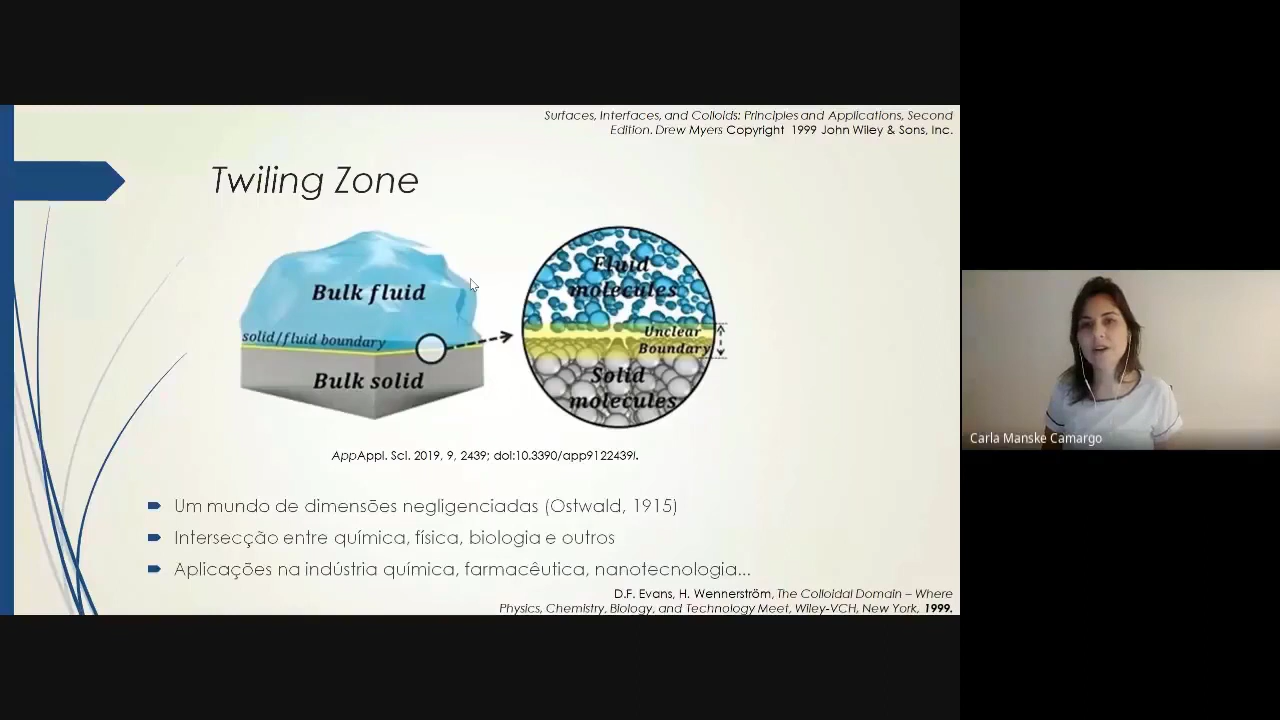 Surfaces, Interfaces, and Colloids: Principles and Applications, Second
Edition. Drew Myers Copyright 1999 John Wiley & Sons, Inc.
Twiling Zone
Bulk fluid
solid/fluid boundary
Bulk solid
Fluid
molecules
Unclear
Boundary
Solid
molecules
AppAppl. Sci. 2019, 9, 2439; doi:10.3390/app9122439l.
Um mundo de dimensões negligenciadas (Ostwald, 1915)
Intersecção entre química, física, biologia e outros
Aplicações na indústria química, farmacêutica, nanotecnologia...
D.F. Evans, H. Wennerström, The Colloidal Domain – Where
Physics, Chemistry, Biology, and Technology Meet, Wiley-VCH, New York, 1999.
Carla Manske Camargo